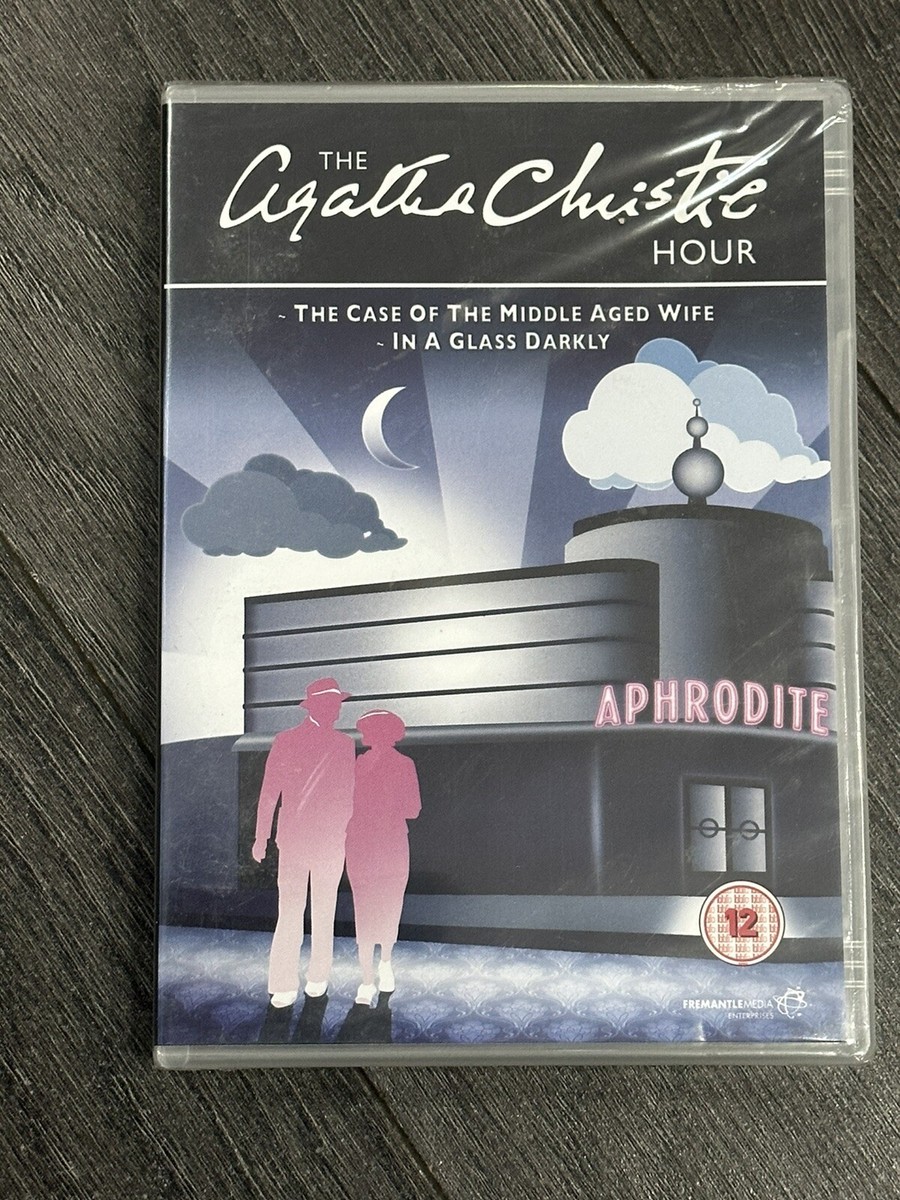 THE
Agatha Christie
HOUR
~ THE CASE OF THE MIDDLE AGED WIFE
~ IN A GLASS DARKLY
APHRODITE
12
FREMANTLEMEDIA
ENTERPRISES